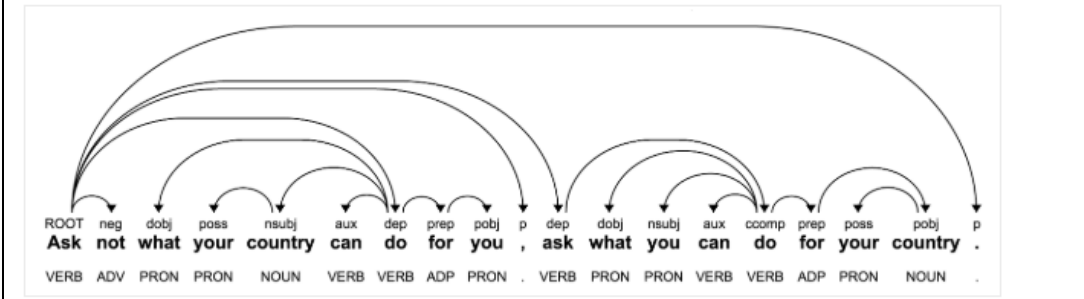 ROOT neg dobj poss nsubj aux dep prep pobj p dep dobj nsubj aux ccomp prep poss pobj p
Ask not what your country can do for you , ask what you can do for your country .
VERB ADV PRON PRON NOUN VERB VERB ADP PRON . VERB PRON PRON VERB VERB ADP PRON NOUN .